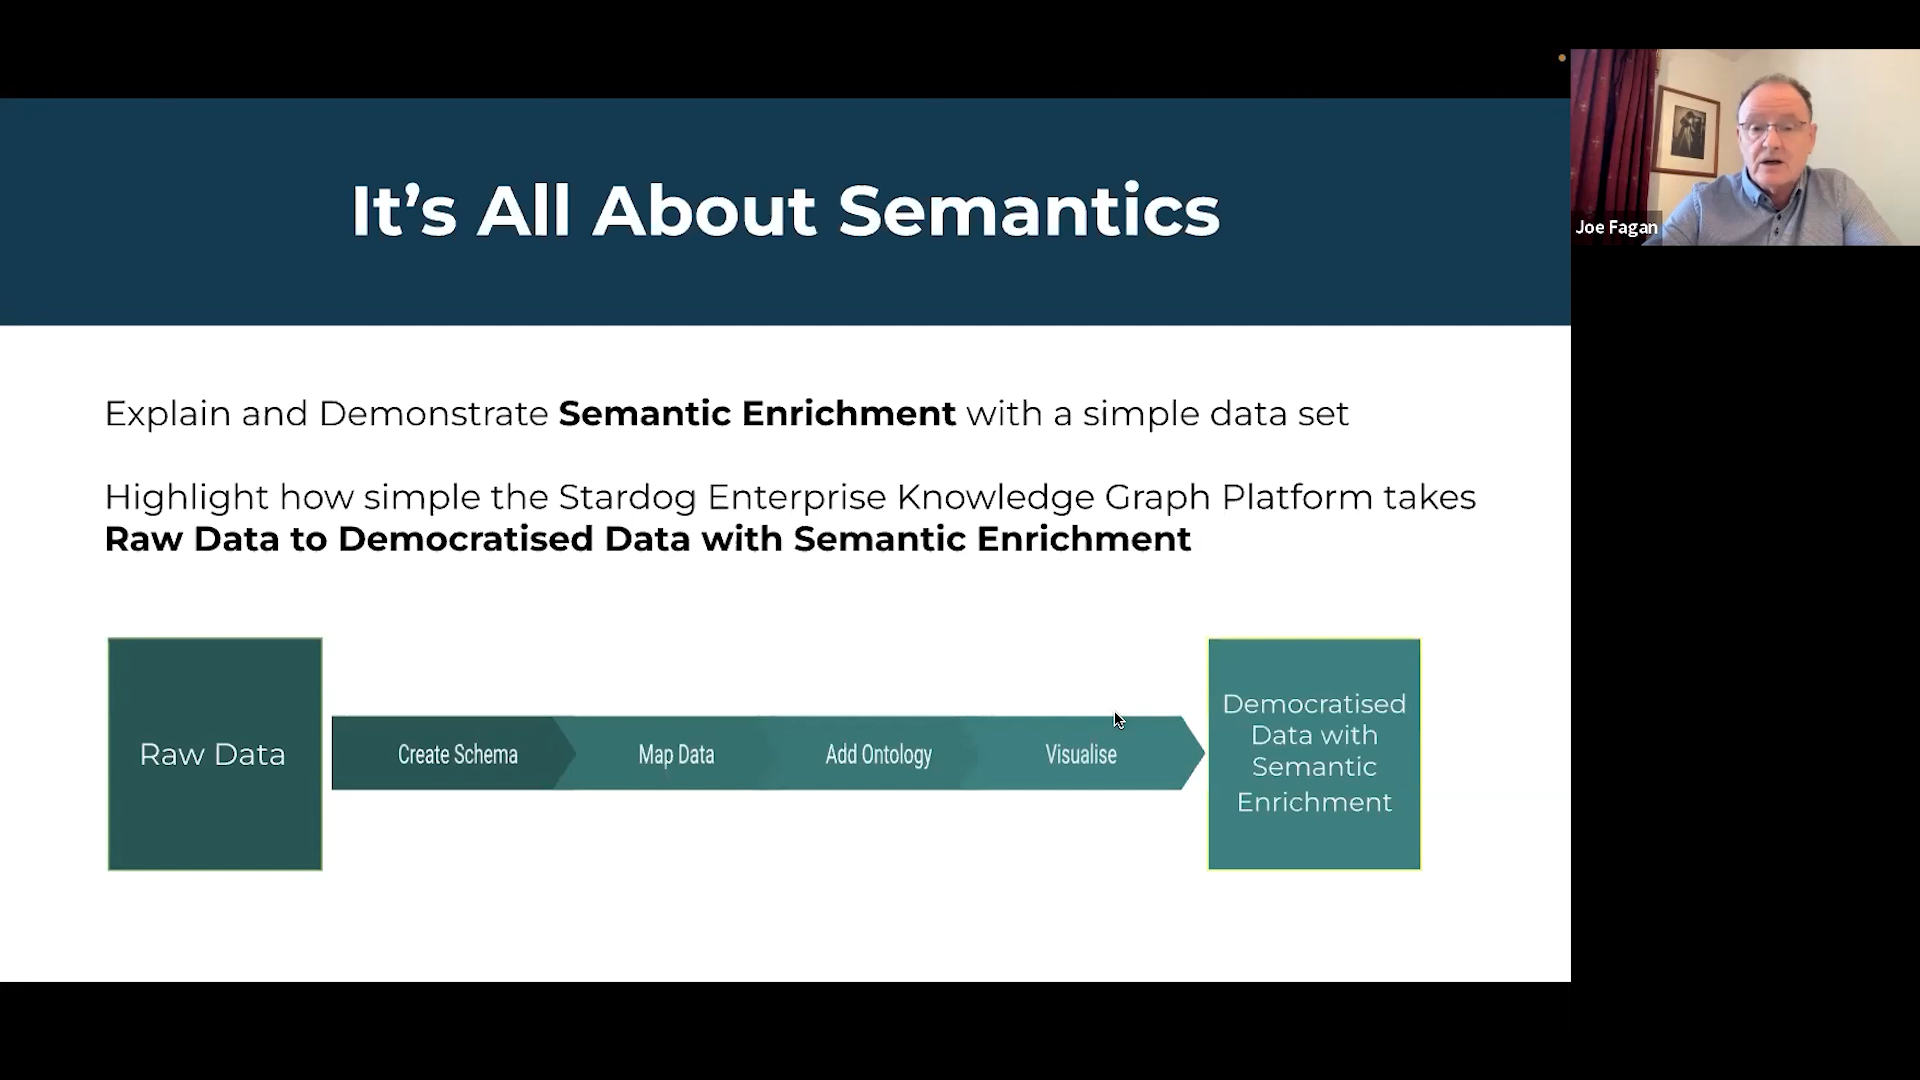 It's All About Semantics
Joe Fagan
Explain and Demonstrate Semantic Enrichment with a simple data set
Highlight how simple the Stardog Enterprise Knowledge Graph Platform takes
Raw Data to Democratised Data with Semantic Enrichment
Raw Data
Create Schema
Map Data
Add Ontology
Visualise
Democratised
Data with
Semantic
Enrichment